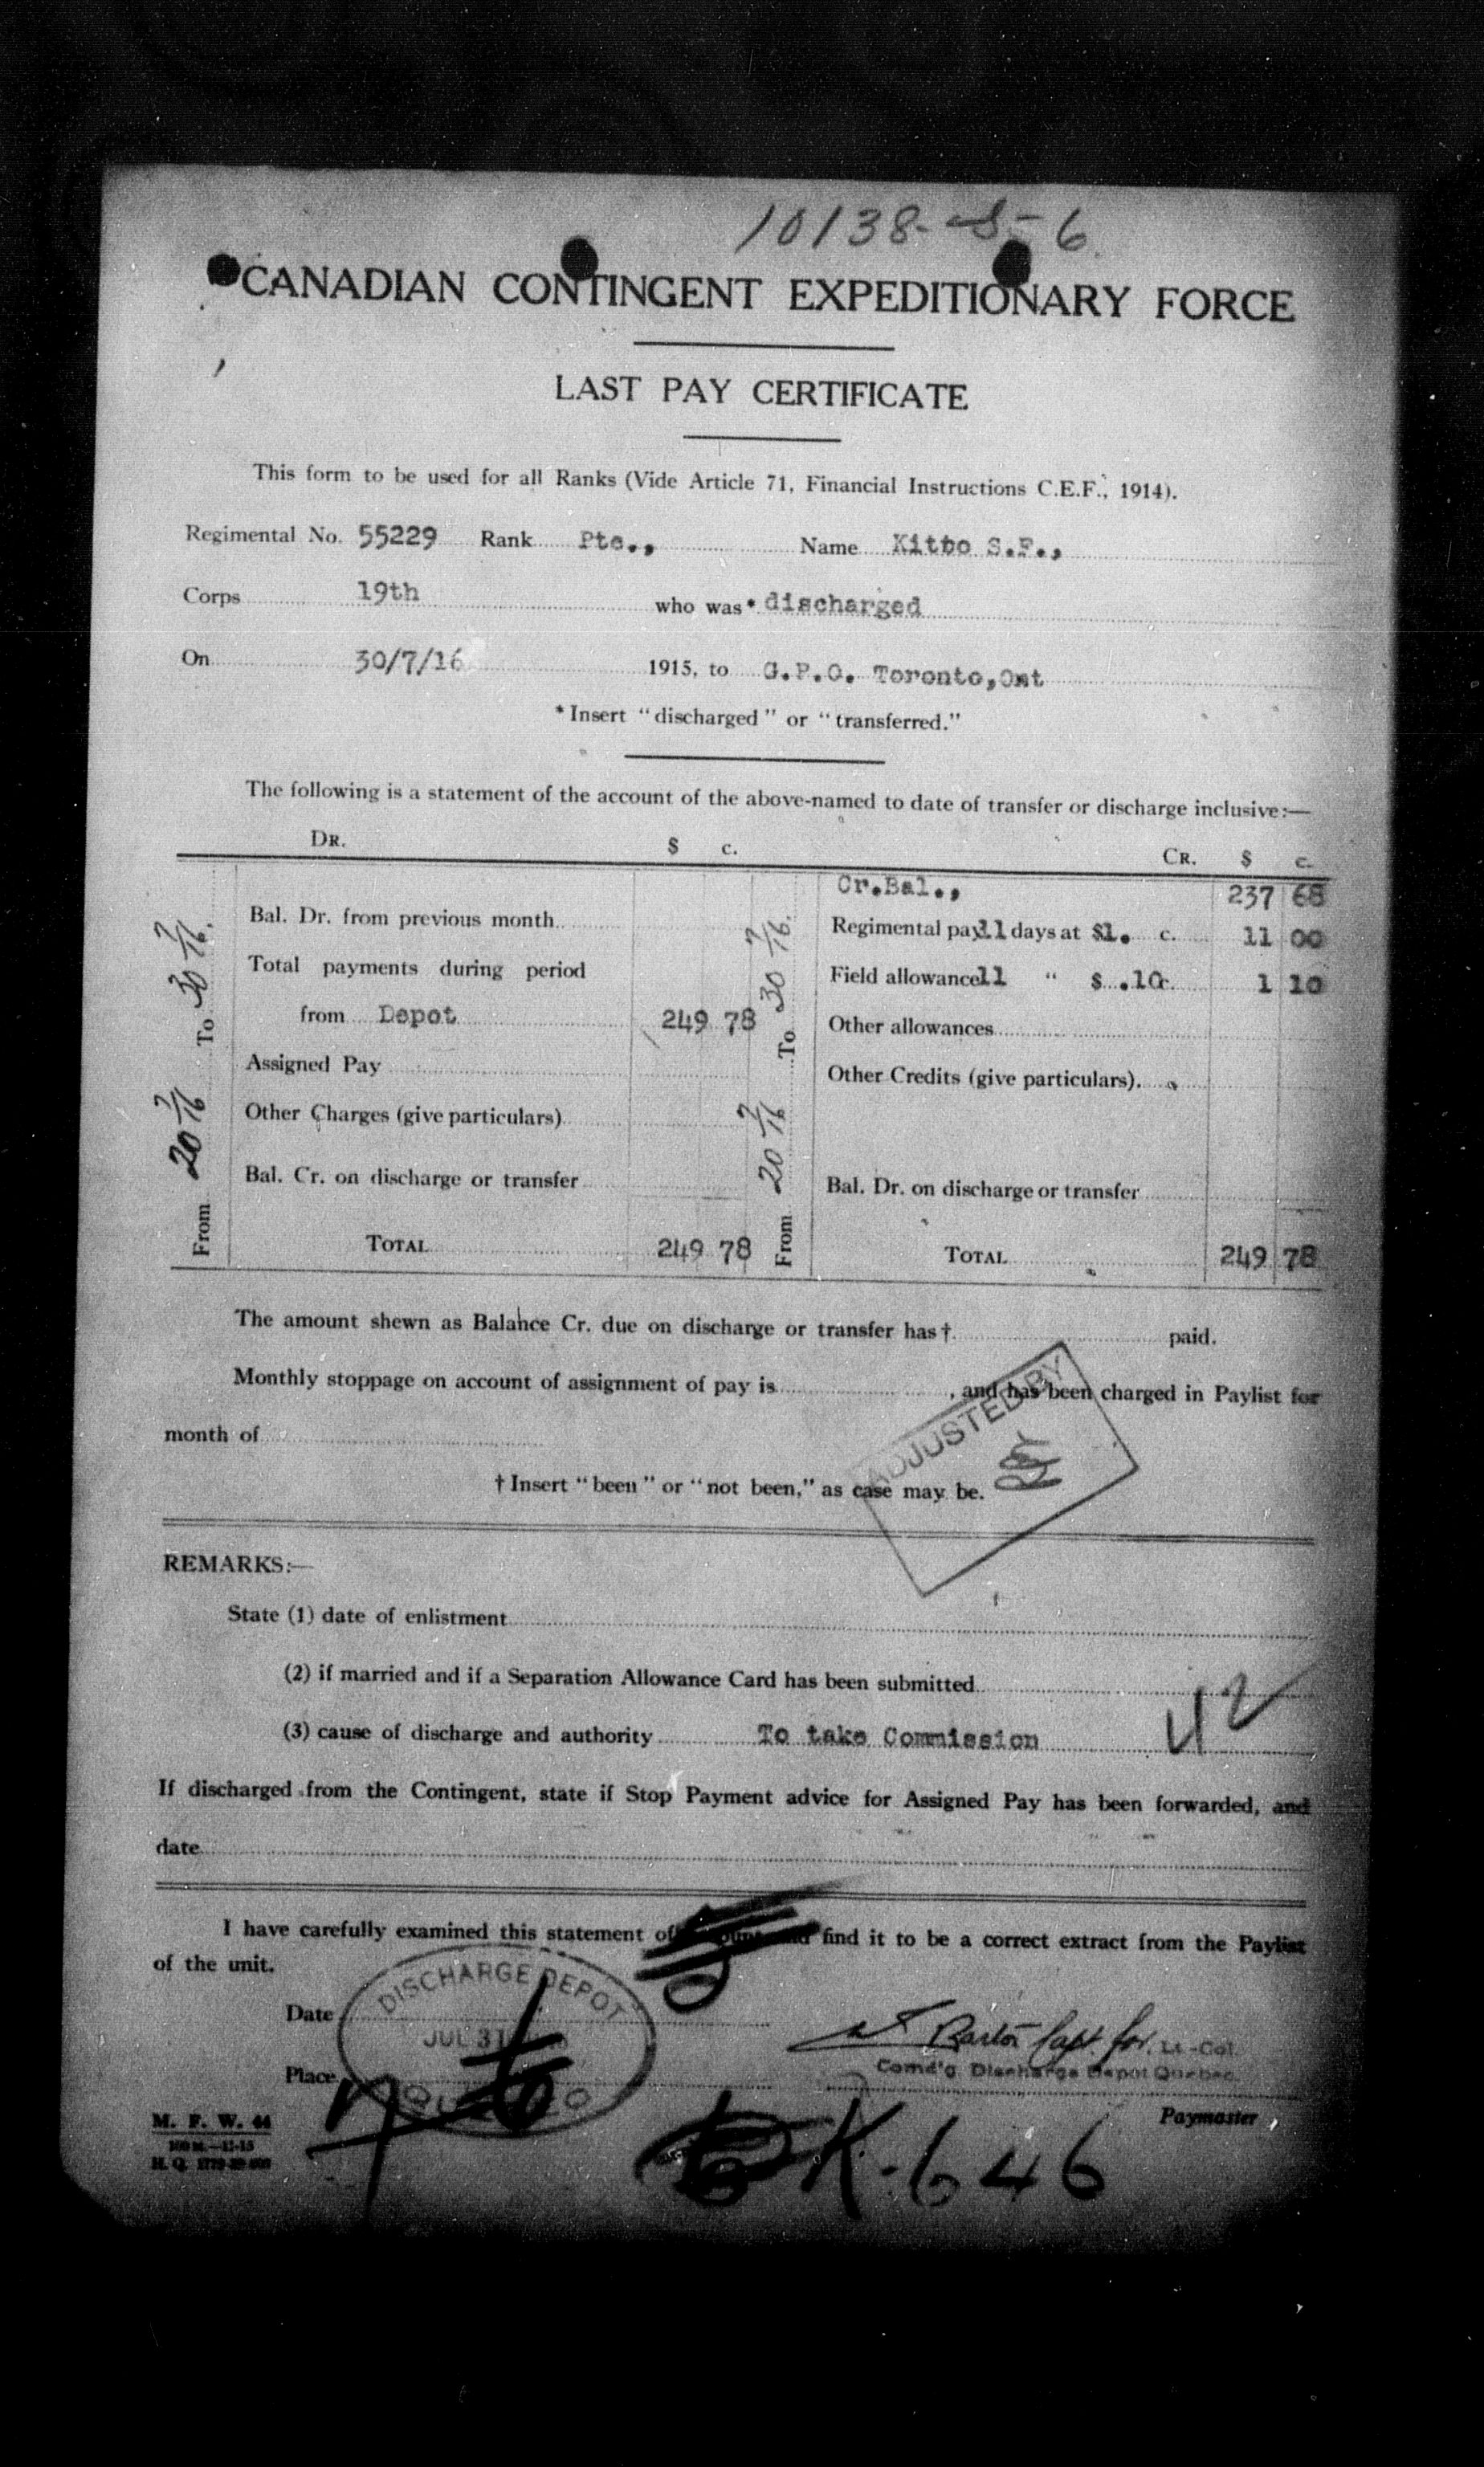 10138-S-6
CANADIAN CONTINGENT EXPEDITIONARY FORCE
LAST PAY CERTIFICATE
This form to be used for all Ranks (Vide Article 71, Financial Instructions C.E.F., 1914).
Regimental No. 55229 Rank Pte., Name Kitto S.F.,
Corps 19th who was* discharged
On 30/7/16 1915, to G.P.O. Toronto,Ont
* Insert "discharged" or "transferred."
The following is a statement of the account of the above-named to date of transfer or discharge inclusive:—
DR. $ c. CR. $ c.
Cr.Bal., 237 68
Bal. Dr. from previous month Regimental pay 11 days at $1. c. 11 00
Total payments during period Field allowance 11 " $ .10c. 1 10
from Depot 249 78 Other allowances
Assigned Pay Other Credits (give particulars)
Other Charges (give particulars)
Bal. Cr. on discharge or transfer Bal. Dr. on discharge or transfer
TOTAL 249 78 TOTAL 249 78
From 20 7/16 To 30 7/16.
From 20 7/16 To 30 7/16.
The amount shewn as Balance Cr. due on discharge or transfer has † paid.
Monthly stoppage on account of assignment of pay is , and has been charged in Paylist for
month of
ADJUSTED BY
† Insert "been" or "not been," as case may be.
REMARKS:—
State (1) date of enlistment
(2) if married and if a Separation Allowance Card has been submitted
(3) cause of discharge and authority To take Commission
42
If discharged from the Contingent, state if Stop Payment advice for Assigned Pay has been forwarded, and
date
I have carefully examined this statement of find it to be a correct extract from the Paylist
of the unit.
DISCHARGE DEPOT
Date JUL 31
Barton Capt. for. Lt.-Col.
Comd'g Discharge Depot Quebec.
Place
Paymaster
M. F. W. 44
K-646